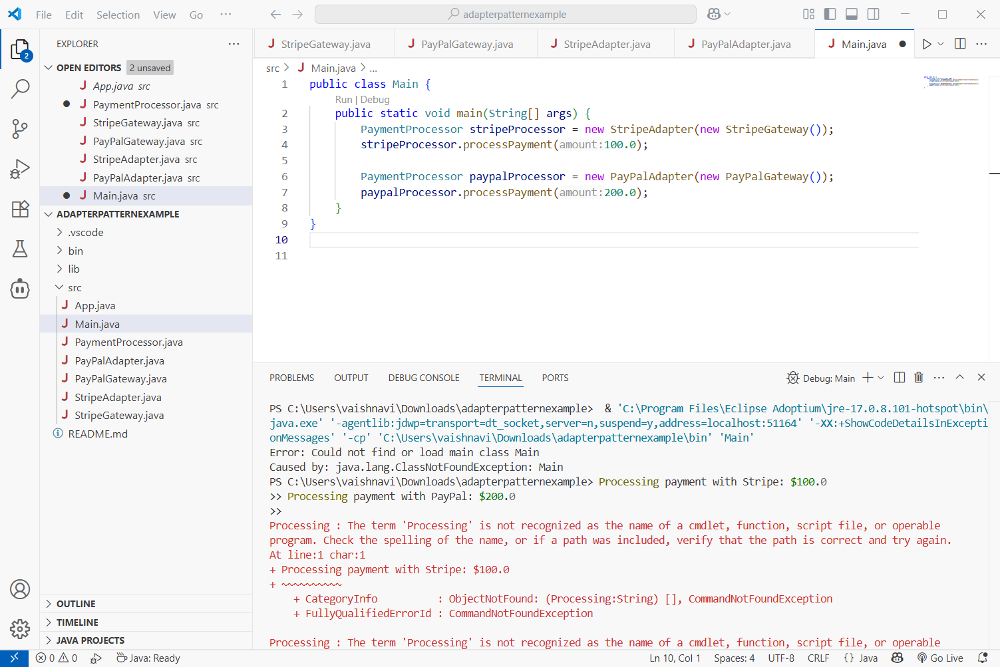 File Edit Selection View Go ···
adapterpatternexample
EXPLORER ···
OPEN EDITORS 2 unsaved
App.java src
PaymentProcessor.java src
StripeGateway.java src
PayPalGateway.java src
StripeAdapter.java src
PayPalAdapter.java src
Main.java src
ADAPTERPATTERNEXAMPLE
.vscode
bin
lib
src
App.java
Main.java
PaymentProcessor.java
PayPalAdapter.java
PayPalGateway.java
StripeAdapter.java
StripeGateway.java
README.md
OUTLINE
TIMELINE
JAVA PROJECTS
2
StripeGateway.java PayPalGateway.java StripeAdapter.java PayPalAdapter.java Main.java
src > Main.java > ...
1 public class Main {
Run | Debug
2 public static void main(String[] args) {
3 PaymentProcessor stripeProcessor = new StripeAdapter(new StripeGateway());
4 stripeProcessor.processPayment(amount:100.0);
5
6 PaymentProcessor paypalProcessor = new PayPalAdapter(new PayPalGateway());
7 paypalProcessor.processPayment(amount:200.0);
8 }
9 }
10
11
PROBLEMS OUTPUT DEBUG CONSOLE TERMINAL PORTS Debug: Main
PS C:\Users\vaishnavi\Downloads\adapterpatternexample>  & 'C:\Program Files\Eclipse Adoptium\jre-17.0.8.101-hotspot\bin\
java.exe' '-agentlib:jdwp=transport=dt_socket,server=n,suspend=y,address=localhost:51164' '-XX:+ShowCodeDetailsInExcepti
onMessages' '-cp' 'C:\Users\vaishnavi\Downloads\adapterpatternexample\bin' 'Main'
Error: Could not find or load main class Main
Caused by: java.lang.ClassNotFoundException: Main
PS C:\Users\vaishnavi\Downloads\adapterpatternexample> Processing payment with Stripe: $100.0
>> Processing payment with PayPal: $200.0
>>
Processing : The term 'Processing' is not recognized as the name of a cmdlet, function, script file, or operable
program. Check the spelling of the name, or if a path was included, verify that the path is correct and try again.
At line:1 char:1
+ Processing payment with Stripe: $100.0
+ ~~~~~~~~~~
+ CategoryInfo : ObjectNotFound: (Processing:String) [], CommandNotFoundException
+ FullyQualifiedErrorId : CommandNotFoundException
Processing : The term 'Processing' is not recognized as the name of a cmdlet, function, script file, or operable
0 0 Java: Ready Ln 10, Col 1 Spaces: 4 UTF-8 CRLF {} Java Go Live